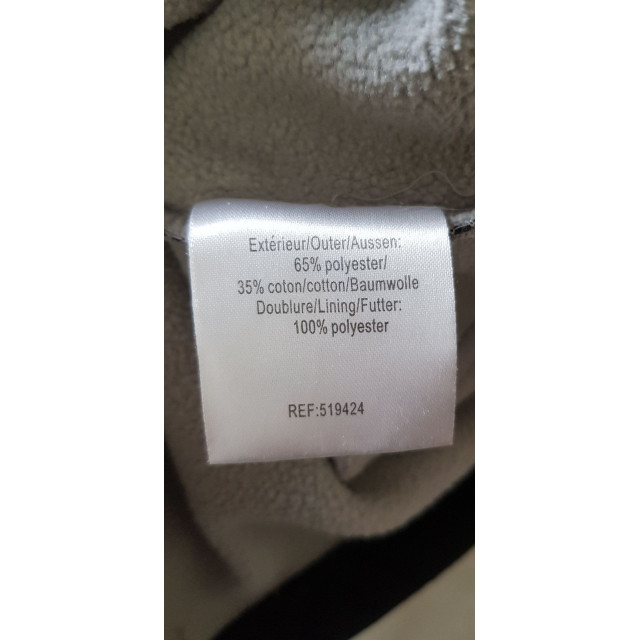 Extérieur/Outer/Aussen:
65% polyester/
35% coton/cotton/Baumwolle
Doublure/Lining/Futter:
100% polyester
REF:519424